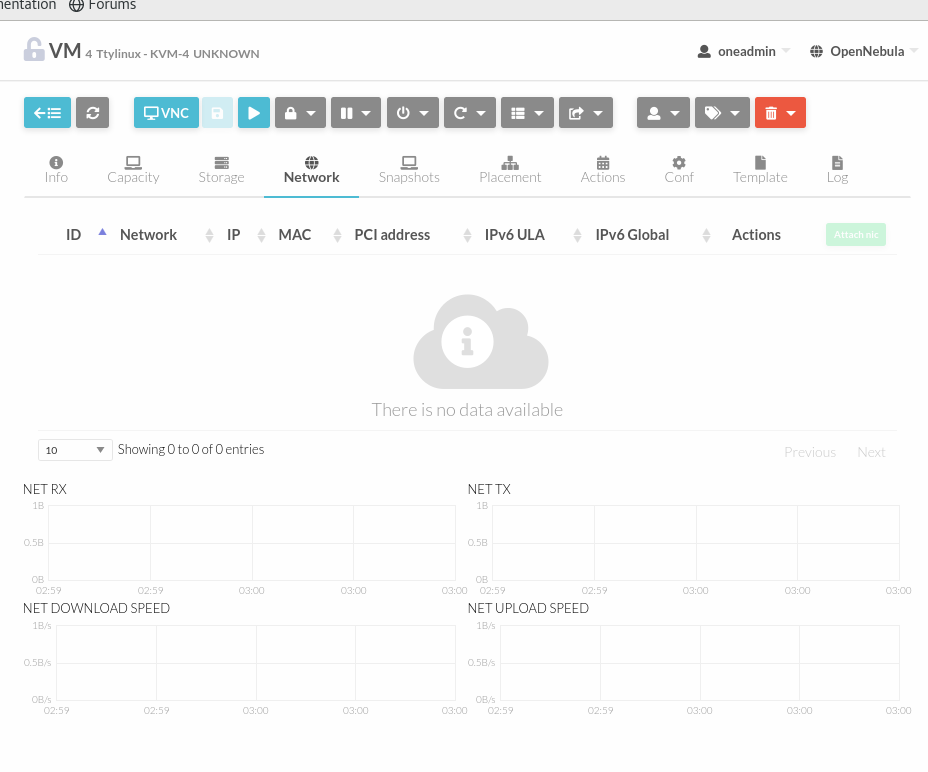 nentation Forums
VM 4 Ttylinux - KVM-4 UNKNOWN oneadmin OpenNebula
VNC
Info Capacity Storage Network Snapshots Placement Actions Conf Template Log
ID Network IP MAC PCI address IPv6 ULA IPv6 Global Actions Attach nic
There is no data available
10 Showing 0 to 0 of 0 entries Previous Next
NET RX NET TX
1B 1B
0.5B 0.5B
0B 0B
02:59 02:59 03:00 03:00 03:00 02:59 02:59 03:00 03:00 03:00
NET DOWNLOAD SPEED NET UPLOAD SPEED
1B/s 1B/s
0.5B/s 0.5B/s
0B/s 0B/s
02:59 02:59 03:00 03:00 03:00 02:59 02:59 03:00 03:00 03:00